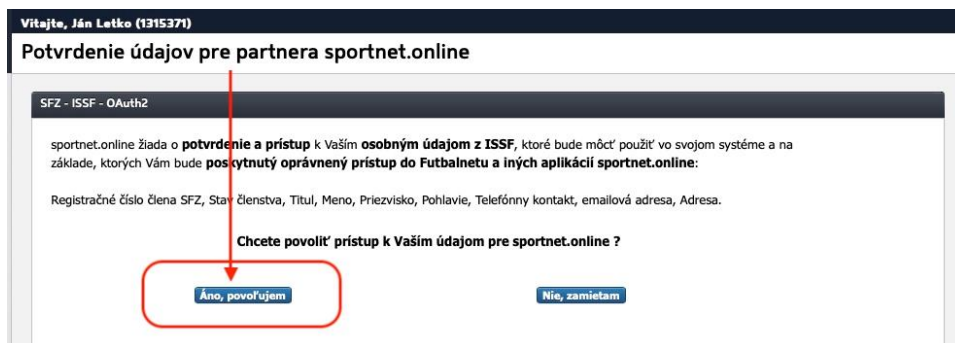 Vitajte, Ján Letko (1315371)
Potvrdenie údajov pre partnera sportnet.online
SFZ - ISSF - OAuth2
sportnet.online žiada o potvrdenie a prístup k Vaším osobným údajom z ISSF, ktoré bude môcť použiť vo svojom systéme a na
základe, ktorých Vám bude poskytnutý oprávnený prístup do Futbalnetu a iných aplikácií sportnet.online:
Registračné číslo člena SFZ, Stav členstva, Titul, Meno, Priezvisko, Pohlavie, Telefónny kontakt, emailová adresa, Adresa.
Chcete povoliť prístup k Vaším údajom pre sportnet.online ?
Áno, povoľujem
Nie, zamietam